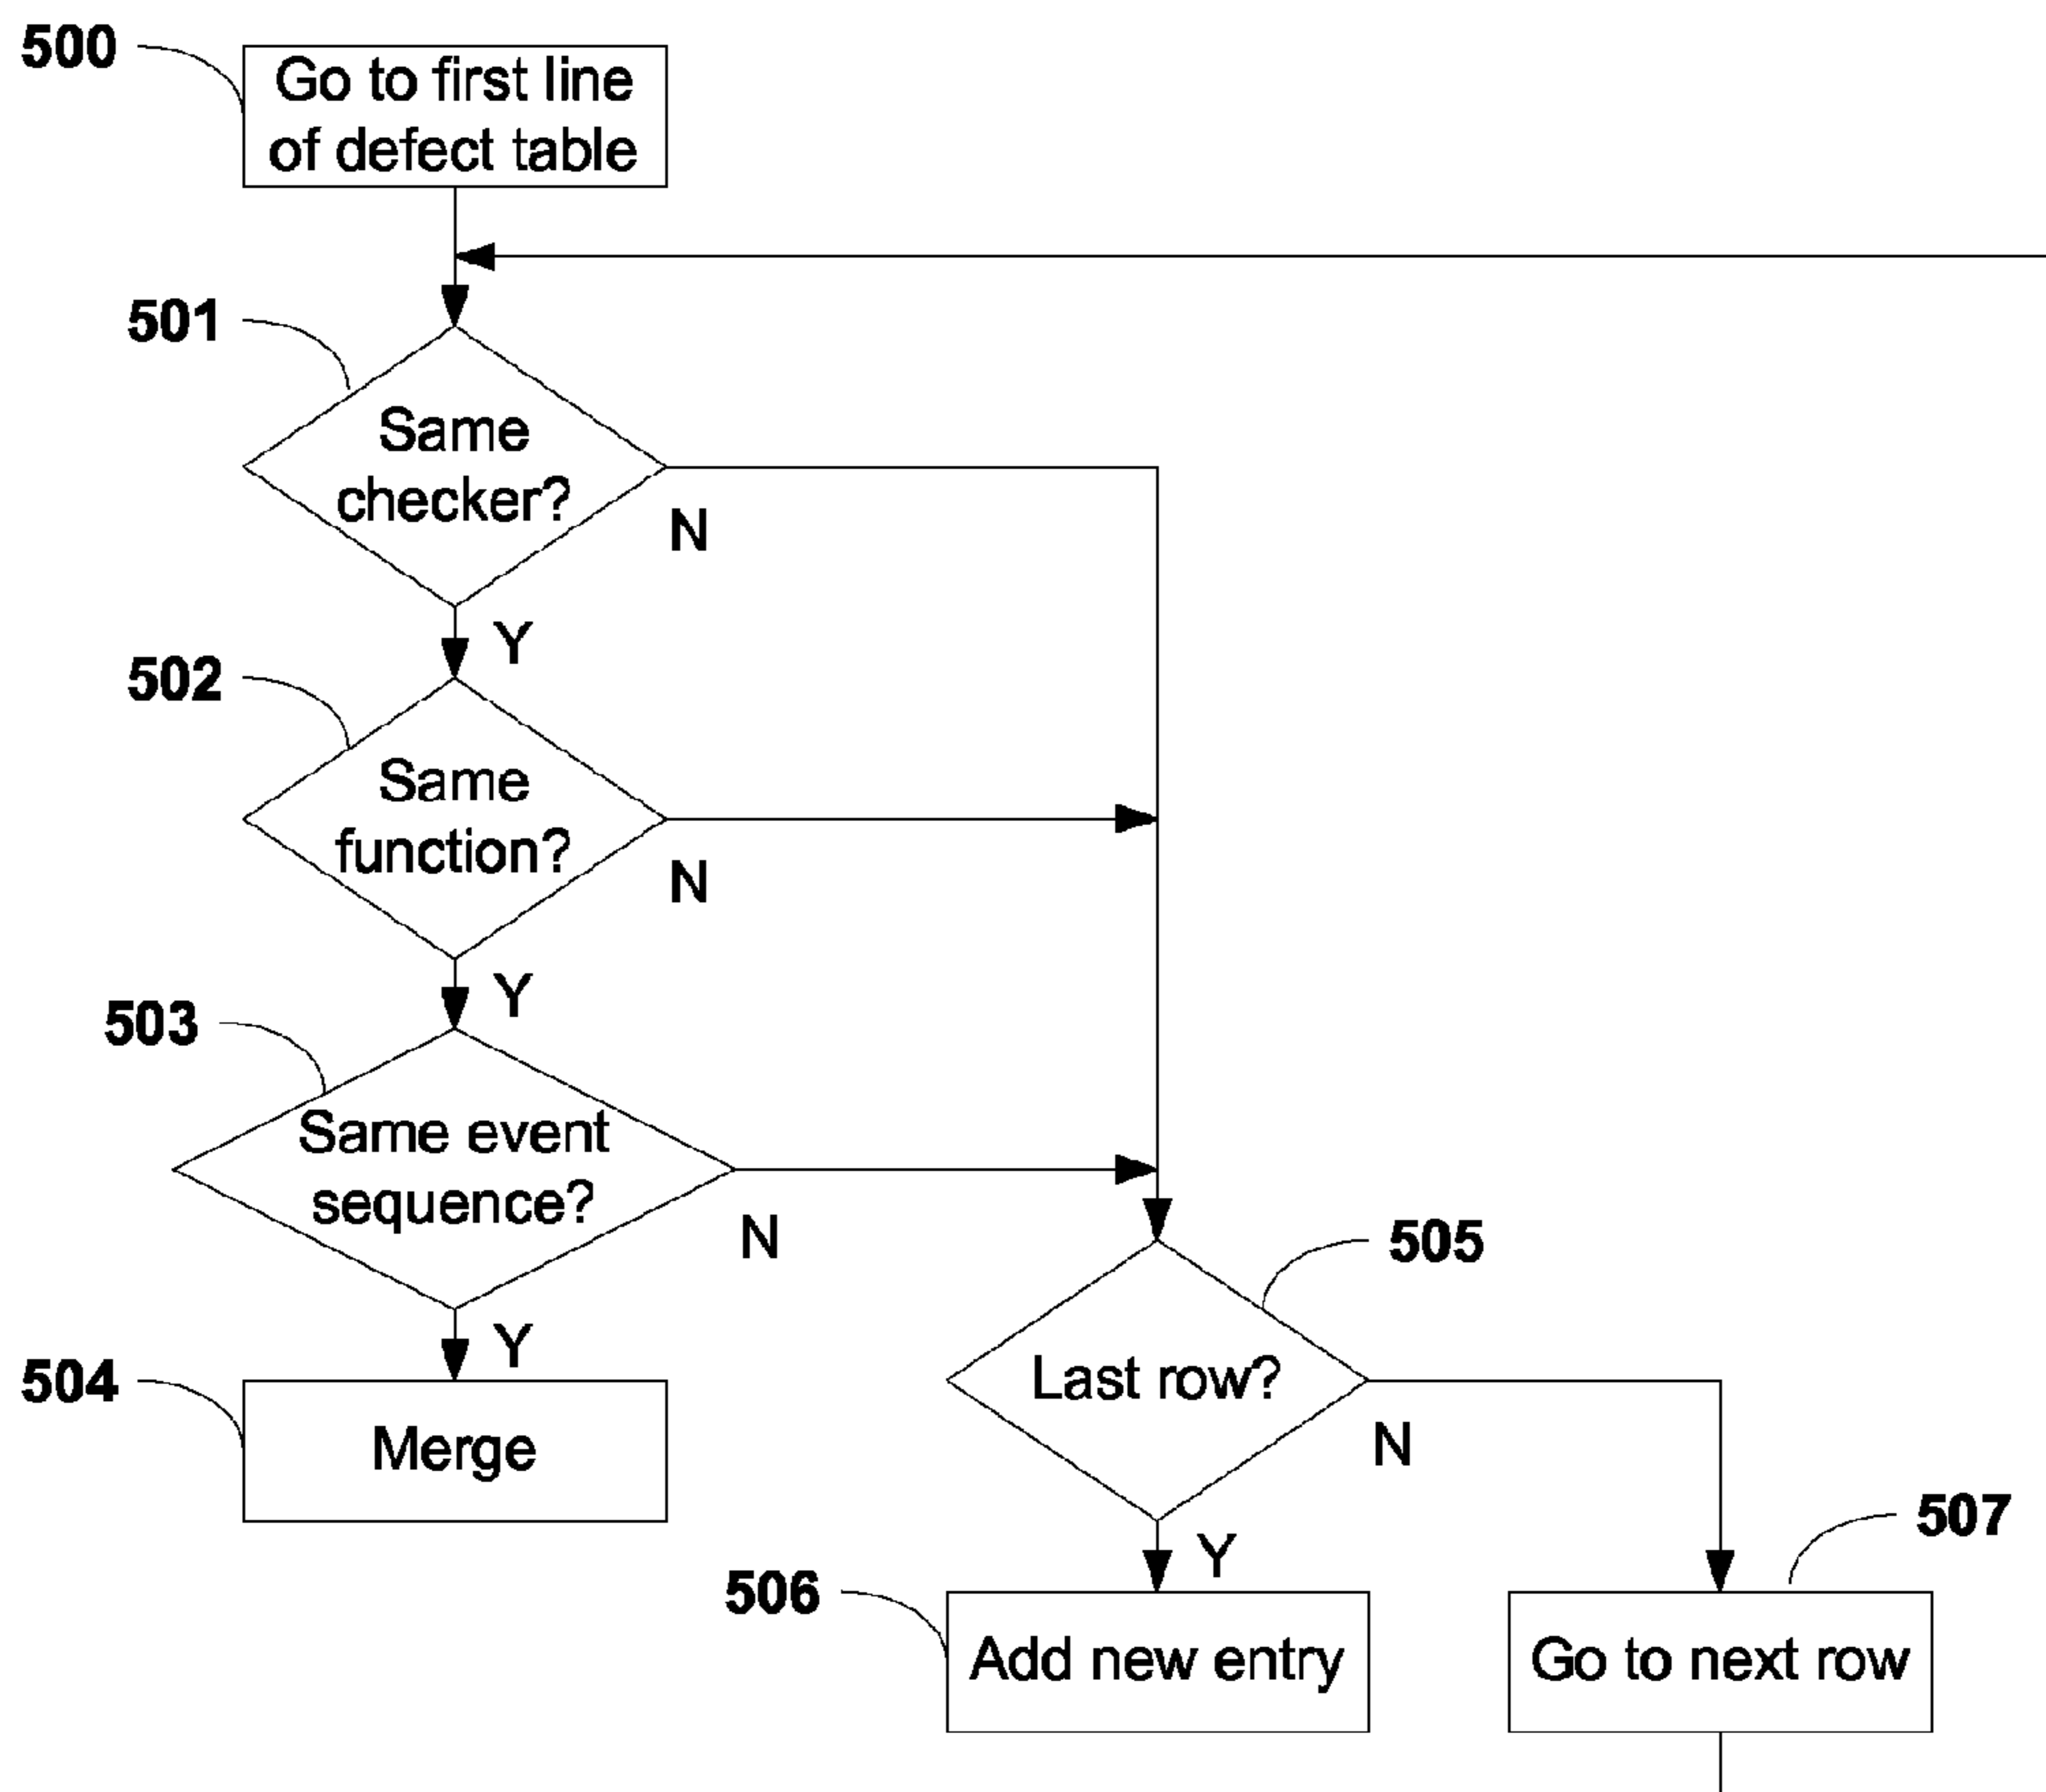 500
Go to first line
of defect table
501
Same
checker?
N
Y
502
Same
function?
N
Y
503
Same event
sequence?
N
Y
504
Merge
505
Last row?
N
Y
506
Add new entry
507
Go to next row